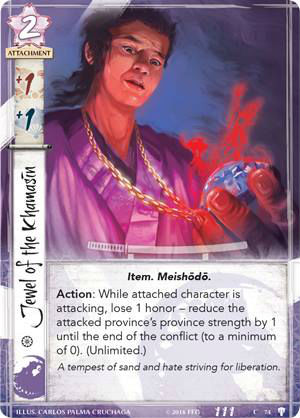 2
ATTACHMENT
+1
+1
Jewel of the Khamasin
Item. Meishōdō.
Action: While attached character is
attacking, lose 1 honor – reduce the
attacked province's province strength by 1
until the end of the conflict (to a minimum
of 0). (Unlimited.)
A tempest of sand and hate striving for liberation.
ILLUS. CARLOS PALMA CRUCHAGA
© 2018 FFG
C 74